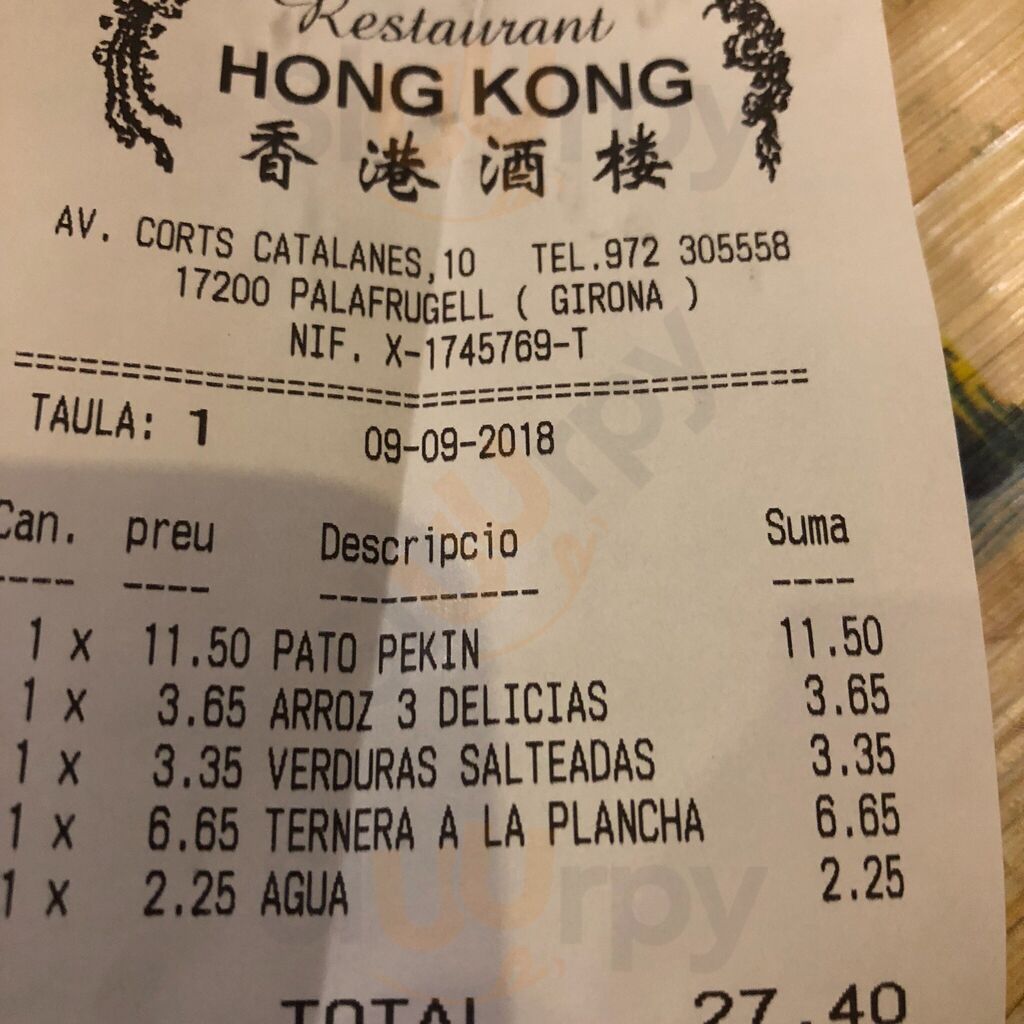 Restaurant
HONG KONG
香港酒楼
AV. CORTS CATALANES,10 TEL.972 305558
17200 PALAFRUGELL ( GIRONA )
NIF. X-1745769-T
================================================
TAULA: 1 09-09-2018
Can. preu Descripcio Suma
---- ---- ----------- ----
1 x 11.50 PATO PEKIN 11.50
1 x 3.65 ARROZ 3 DELICIAS 3.65
1 x 3.35 VERDURAS SALTEADAS 3.35
1 x 6.65 TERNERA A LA PLANCHA 6.65
1 x 2.25 AGUA 2.25
TOTAL 27.40
sluurpy
sluurpy
sluurpy